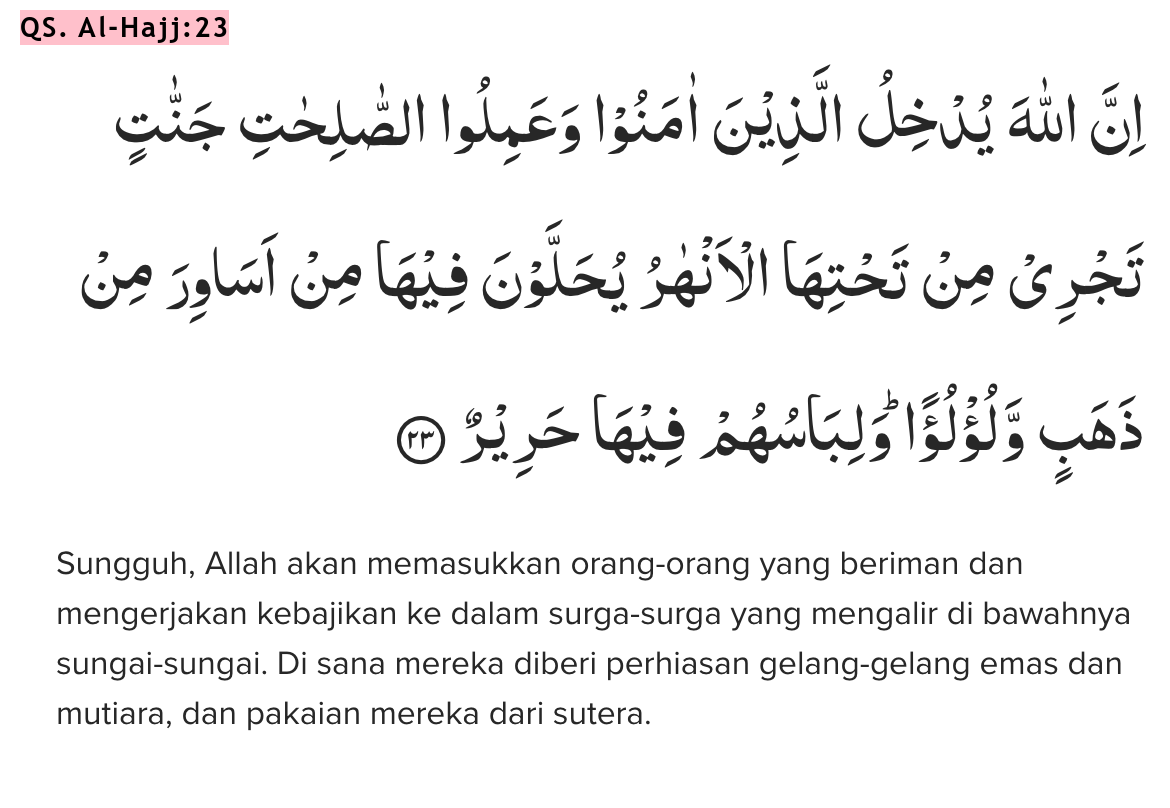 QS. Al-Hajj:23
اِنَّ اللّٰهَ يُدْخِلُ الَّذِيْنَ اٰمَنُوْا وَعَمِلُوا الصّٰلِحٰتِ جَنّٰتٍ
تَجْرِيْ مِنْ تَحْتِهَا الْاَنْهٰرُ يُحَلَّوْنَ فِيْهَا مِنْ اَسَاوِرَ مِنْ
ذَهَبٍ وَّلُؤْلُؤًاۗ وَلِبَاسُهُمْ فِيْهَا حَرِيْرٌ ٢٣
Sungguh, Allah akan memasukkan orang-orang yang beriman dan
mengerjakan kebajikan ke dalam surga-surga yang mengalir di bawahnya
sungai-sungai. Di sana mereka diberi perhiasan gelang-gelang emas dan
mutiara, dan pakaian mereka dari sutera.